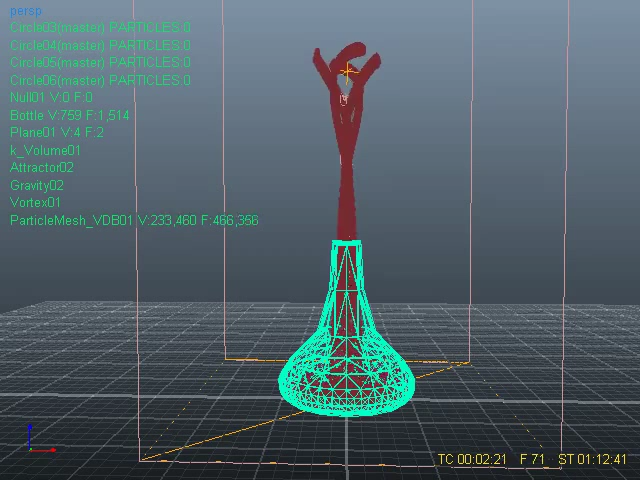 persp
Circle03(master) PARTICLES:0
Circle04(master) PARTICLES:0
Circle05(master) PARTICLES:0
Circle06(master) PARTICLES:0
Null01 V:0 F:0
Bottle V:759 F:1,514
Plane01 V:4 F:2
k_Volume01
Attractor02
Gravity02
Vortex01
ParticleMesh_VDB01 V:233,460 F:466,356
TC 00:02:21 F 71 ST 01:12:41